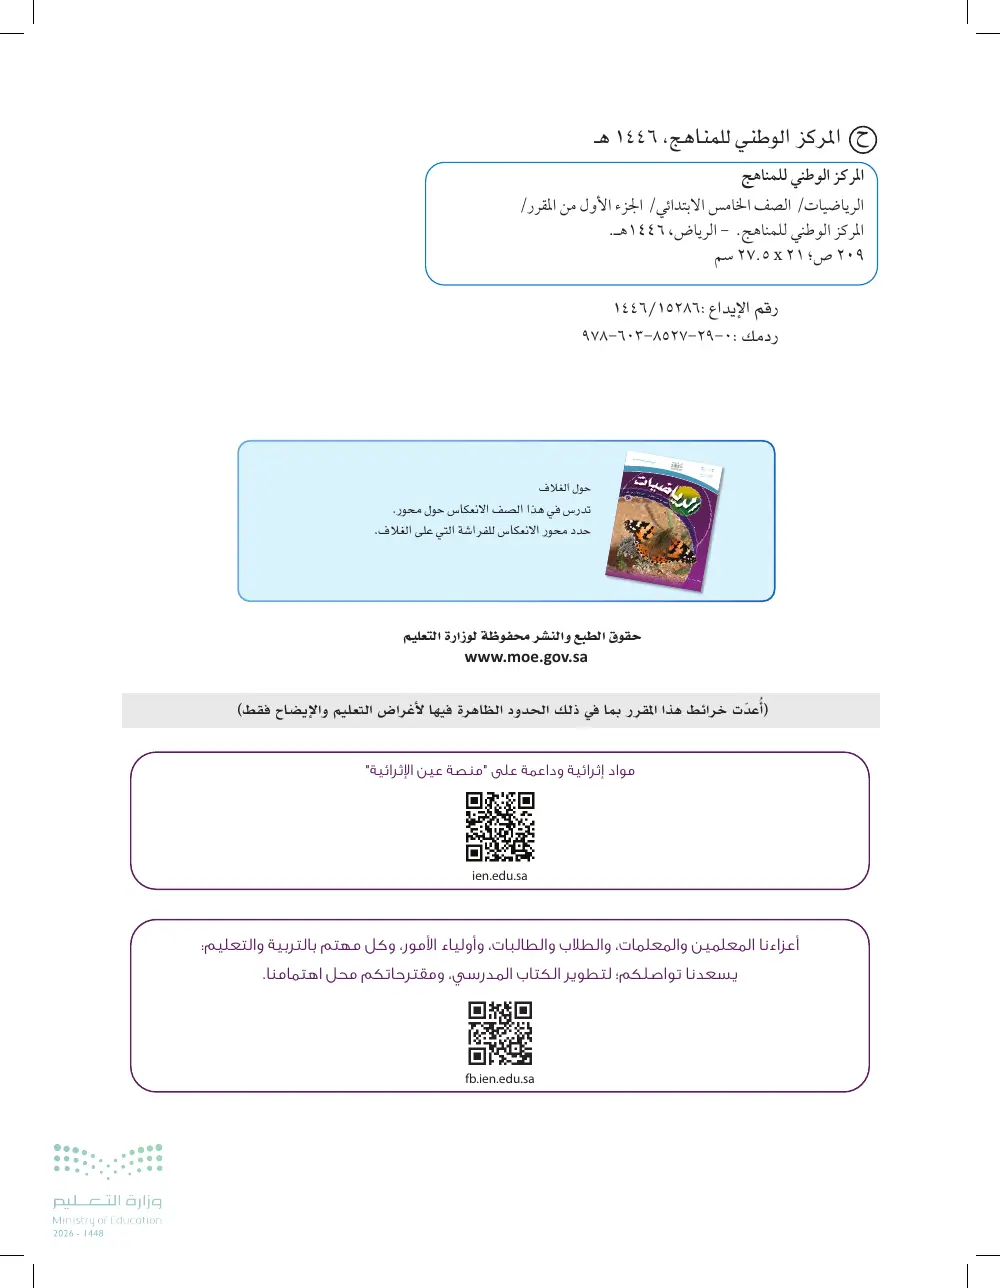 ح المركز الوطني للمناهج، ١٤٤٦ هـ
المركز الوطني للمناهج
الرياضيات/ الصف الخامس الابتدائي/ الجزء الأول من المقرر/
المركز الوطني للمناهج. - الرياض، ١٤٤٦هـ.
٢٠٩ ص؛ ٢١ x ٢٧.٥ سم
رقم الإيداع :١٤٤٦/١٥٢٨٦
ردمك :٠-٢٩-٨٥٢٧-٦٠٣-٩٧٨
الرياضيات
حول الغلاف
تدرس في هذا الصف الانعكاس حول محور.
حدد محور الانعكاس للفراشة التي على الغلاف.
حقوق الطبع والنشر محفوظة لوزارة التعليم
www.moe.gov.sa
(أُعدّت خرائط هذا المقرر بما في ذلك الحدود الظاهرة فيها لأغراض التعليم والإيضاح فقط)
مواد إثرائية وداعمة على "منصة عين الإثرائية"
ien.edu.sa
أعزاءنا المعلمين والمعلمات، والطلاب والطالبات، وأولياء الأمور، وكل مهتم بالتربية والتعليم:
يسعدنا تواصلكم؛ لتطوير الكتاب المدرسي، ومقترحاتكم محل اهتمامنا.
fb.ien.edu.sa
وزارة التعليم
Ministry of Education
2026 - 1448